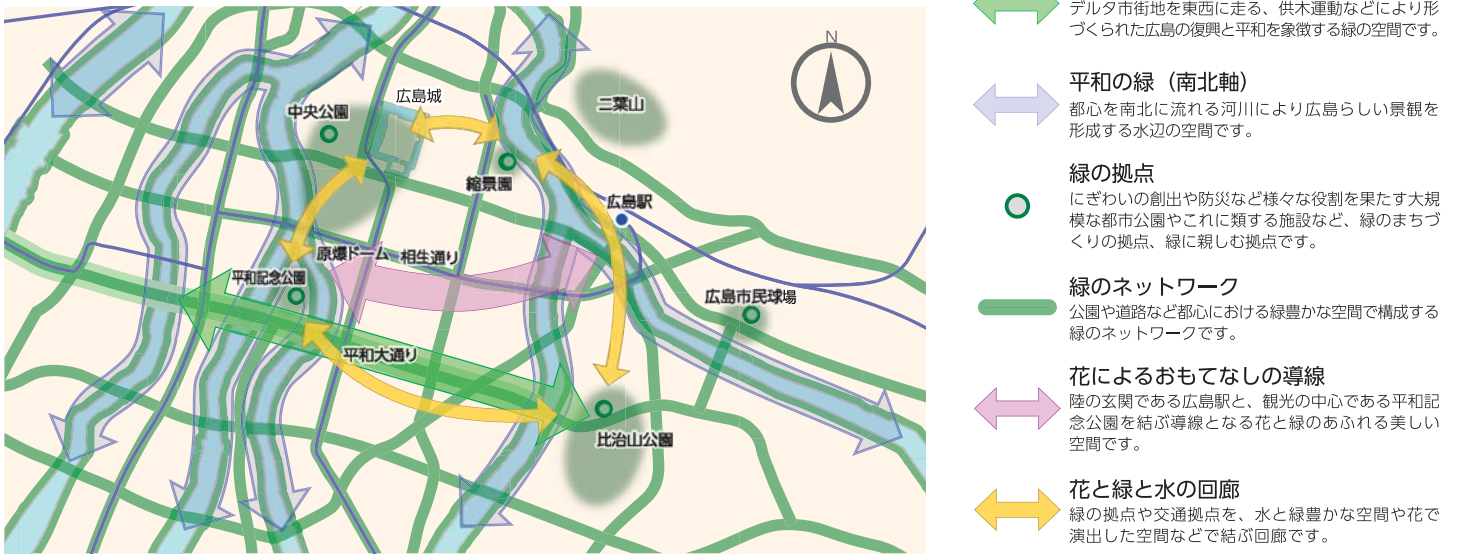 N
二葉山
広島城
中央公園
縮景園
広島駅
原爆ドーム
相生通り
平和記念公園
広島市民球場
平和大通り
比治山公園
デルタ市街地を東西に走る、供木運動などにより形
づくられた広島の復興と平和を象徴する緑の空間です。
平和の緑（南北軸）
都心を南北に流れる河川により広島らしい景観を
形成する水辺の空間です。
緑の拠点
にぎわいの創出や防災など様々な役割を果たす大規
模な都市公園やこれに類する施設など、緑のまちづ
くりの拠点、緑に親しむ拠点です。
緑のネットワーク
公園や道路など都心における緑豊かな空間で構成する
緑のネットワークです。
花によるおもてなしの導線
陸の玄関である広島駅と、観光の中心である平和記
念公園を結ぶ導線となる花と緑のあふれる美しい
空間です。
花と緑と水の回廊
緑の拠点や交通拠点を、水と緑豊かな空間や花で
演出した空間などで結ぶ回廊です。